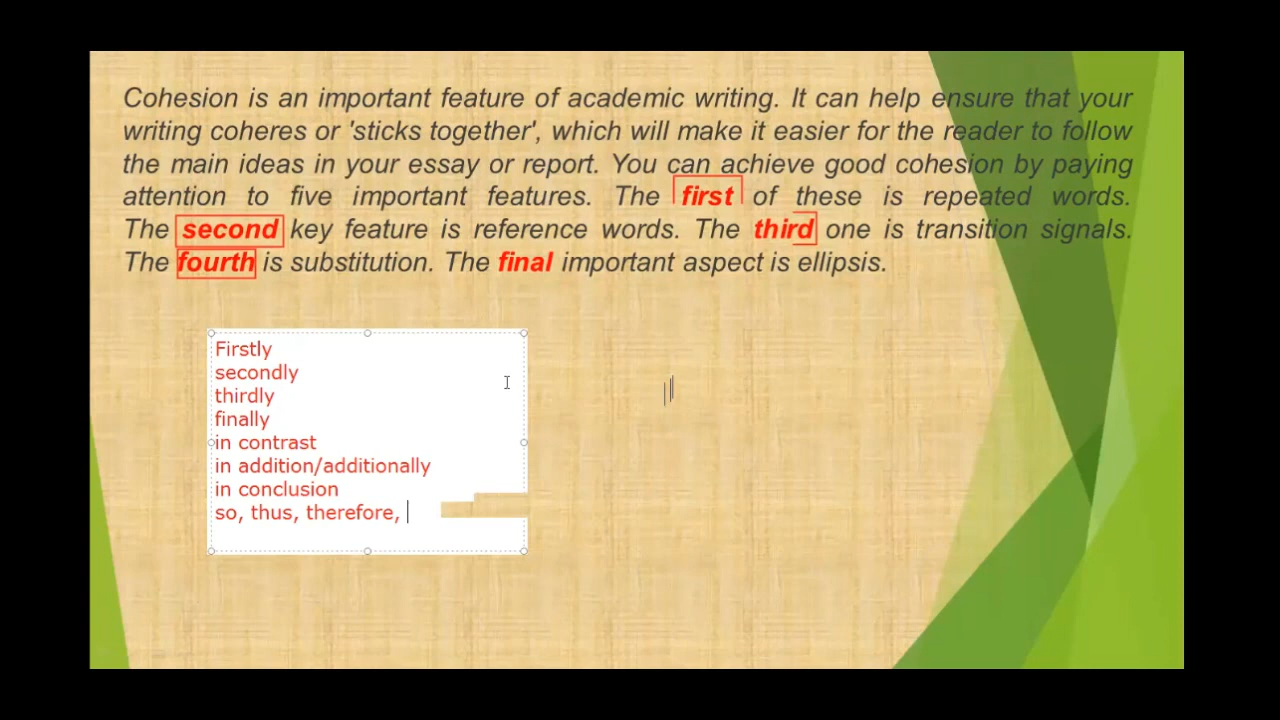 Cohesion is an important feature of academic writing. It can help ensure that your
writing coheres or 'sticks together', which will make it easier for the reader to follow
the main ideas in your essay or report. You can achieve good cohesion by paying
attention to five important features. The first of these is repeated words.
The second key feature is reference words. The third one is transition signals.
The fourth is substitution. The final important aspect is ellipsis.
Firstly
secondly
thirdly
finally
in contrast
in addition/additionally
in conclusion
so, thus, therefore,